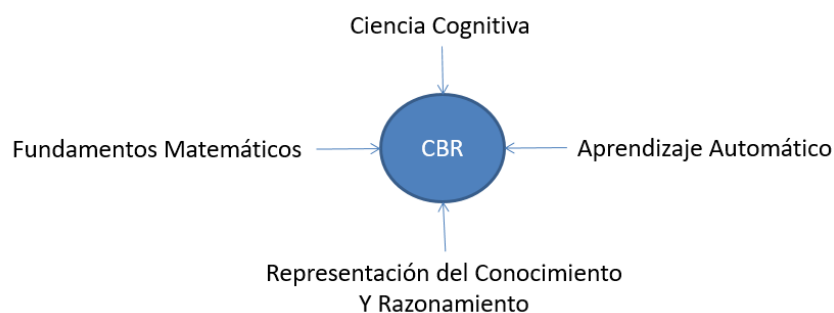 Ciencia Cognitiva
Fundamentos Matemáticos
CBR
Aprendizaje Automático
Representación del Conocimiento
Y Razonamiento